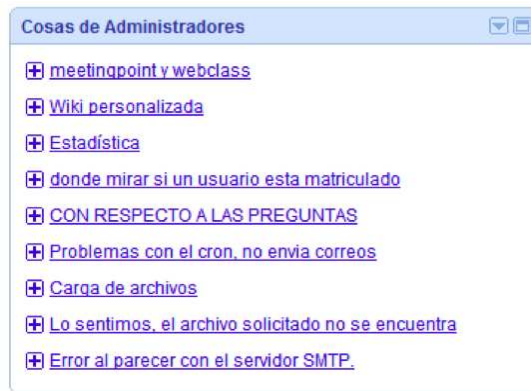 Cosas de Administradores
meetingpoint y webclass
Wiki personalizada
Estadística
donde mirar si un usuario esta matriculado
CON RESPECTO A LAS PREGUNTAS
Problemas con el cron, no envia correos
Carga de archivos
Lo sentimos, el archivo solicitado no se encuentra
Error al parecer con el servidor SMTP.